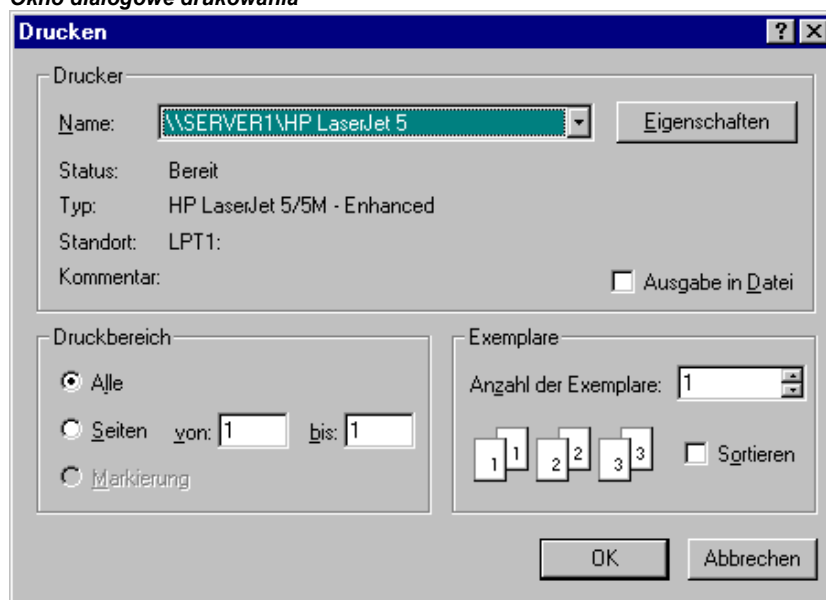 Okno dialogowe drukowania
Drucken
Drucker
Name: \\SERVER1\HP LaserJet 5 Eigenschaften
Status: Bereit
Typ: HP LaserJet 5/5M - Enhanced
Standort: LPT1:
Kommentar: Ausgabe in Datei
Druckbereich
Alle
Seiten von: 1 bis: 1
Markierung
Exemplare
Anzahl der Exemplare: 1
1 1 2 2 3 3 Sortieren
OK Abbrechen